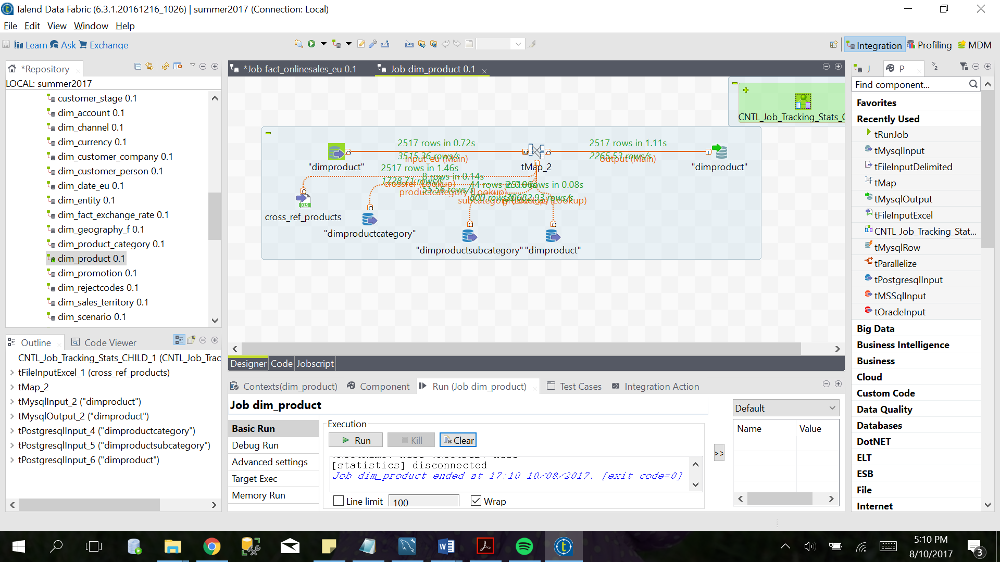 Talend Data Fabric (6.3.1.20161216_1026) | summer2017 (Connection: Local)
File Edit View Window Help
Learn Ask Exchange
Integration Profiling MDM
*Repository
LOCAL: summer2017
customer_stage 0.1
dim_account 0.1
dim_channel 0.1
dim_currency 0.1
dim_customer_company 0.1
dim_customer_person 0.1
dim_date_eu 0.1
dim_entity 0.1
dim_fact_exchange_rate 0.1
dim_geography_f 0.1
dim_product_category 0.1
dim_product 0.1
dim_promotion 0.1
dim_rejectcodes 0.1
dim_sales_territory 0.1
dim_scenario 0.1
Outline Code Viewer
CNTL_Job_Tracking_Stats_CHILD_1 (CNTL_Job_Trac
tFileInputExcel_1 (cross_ref_products)
tMap_2
tMysqlInput_2 ("dimproduct")
tMysqlOutput_2 ("dimproduct")
tPostgresqlInput_4 ("dimproductcategory")
tPostgresqlInput_5 ("dimproductsubcategory")
tPostgresqlInput_6 ("dimproduct")
*Job fact_onlinesales_eu 0.1 Job dim_product 0.1
CNTL_Job_Tracking_Stats_C
2517 rows in 0.72s
3515.36 rows/s
input_eu (Main)
2517 rows in 1.11s
2265.53 rows/s
output (Main)
"dimproduct" tMap_2 "dimproduct"
2517 rows in 1.46s
1728.71 rows/s
crossref (Lookup)
8 rows in 0.14s
55.56 rows/s
productcategory (Lookup)
44 rows in 0.06s
800 rows/s
rows in 0.08s
(Lookup)
cross_ref_products
"dimproductcategory"
"dimproductsubcategory" "dimproduct"
Designer Code Jobscript
Contexts(dim_product) Component Run (Job dim_product) Test Cases Integration Action
Job dim_product
Basic Run
Debug Run
Advanced settings
Target Exec
Memory Run
Execution
Run Kill Clear
[statistics] disconnected
Job dim_product ended at 17:10 10/08/2017. [exit code=0]
Line limit 100 Wrap
>>
Default
Name Value
J P
2
Find component...
Favorites
Recently Used
tRunJob
tMysqlInput
tFileInputDelimited
tMap
tMysqlOutput
tFileInputExcel
CNTL_Job_Tracking_Stat...
tMysqlRow
tParallelize
tPostgresqlInput
tMSSqlInput
tOracleInput
Big Data
Business Intelligence
Business
Cloud
Custom Code
Data Quality
Databases
DotNET
ELT
ESB
File
Internet
5:10 PM
8/10/2017
3